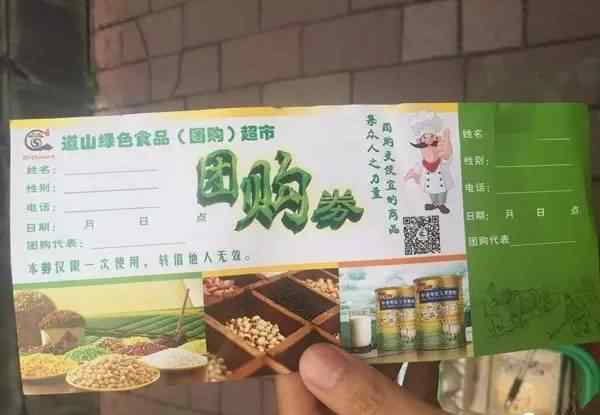 道山绿色食品（团购）超市
姓名：
性别：
电话：
日期： 月 日 点
团购代表：
本券仅限一次使用，转借他人无效。
团购券
集众人之力量
团购最便宜的商品
姓名：
性别：
电话：
日期： 月 日 点
团购代表：